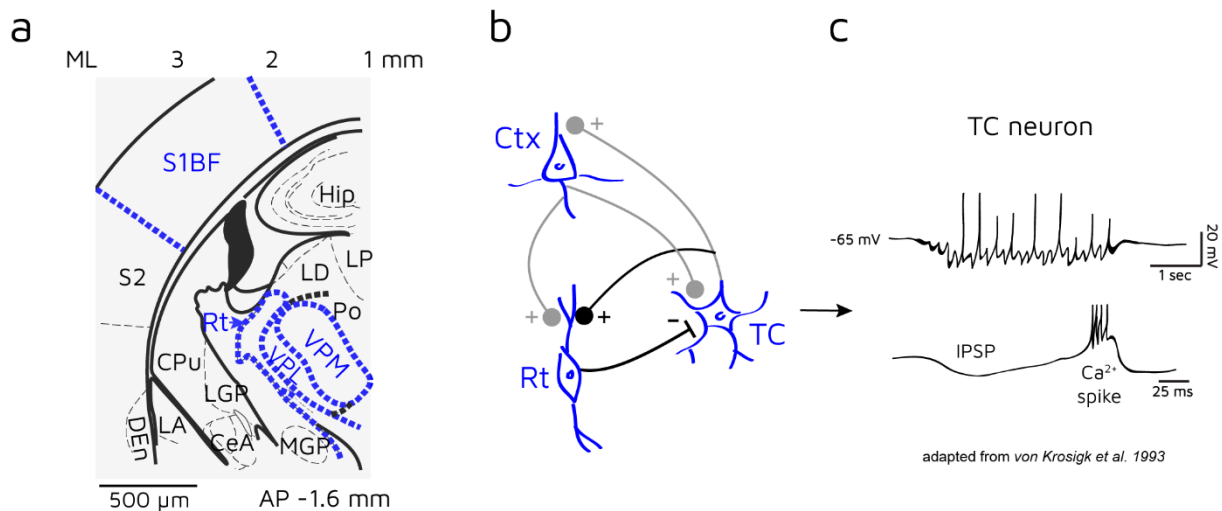 a
ML 3 2 1 mm
S1BF
Hip
S2
LD
LP
Rt
Po
VPM
VPL
CPu
LGP
DEn
LA
CeA
MGP
500 µm
AP -1.6 mm
b
Ctx
+
+
+
+
-
TC
Rt
c
TC neuron
-65 mV
20 mV
1 sec
IPSP
Ca²⁺
spike
25 ms
adapted from von Krosigk et al. 1993